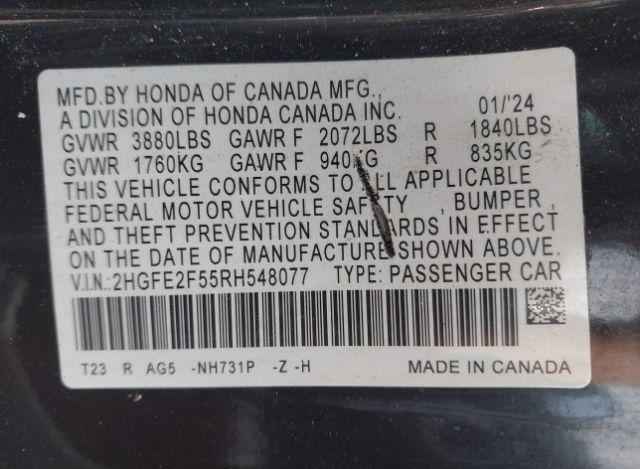 MFD.BY HONDA OF CANADA MFG.,
A DIVISION OF HONDA CANADA INC. 01/'24
GVWR 3880LBS GAWR F 2072LBS R 1840LBS
GVWR 1760KG GAWR F 940KG R 835KG
THIS VEHICLE CONFORMS TO ALL APPLICABLE
FEDERAL MOTOR VEHICLE SAFETY , BUMPER ,
AND THEFT PREVENTION STANDARDS IN EFFECT
ON THE DATE OF MANUFACTURE SHOWN ABOVE.
V.I.N.:2HGFE2F55RH548077 TYPE: PASSENGER CAR
T23 R AG5 -NH731P -Z -H MADE IN CANADA